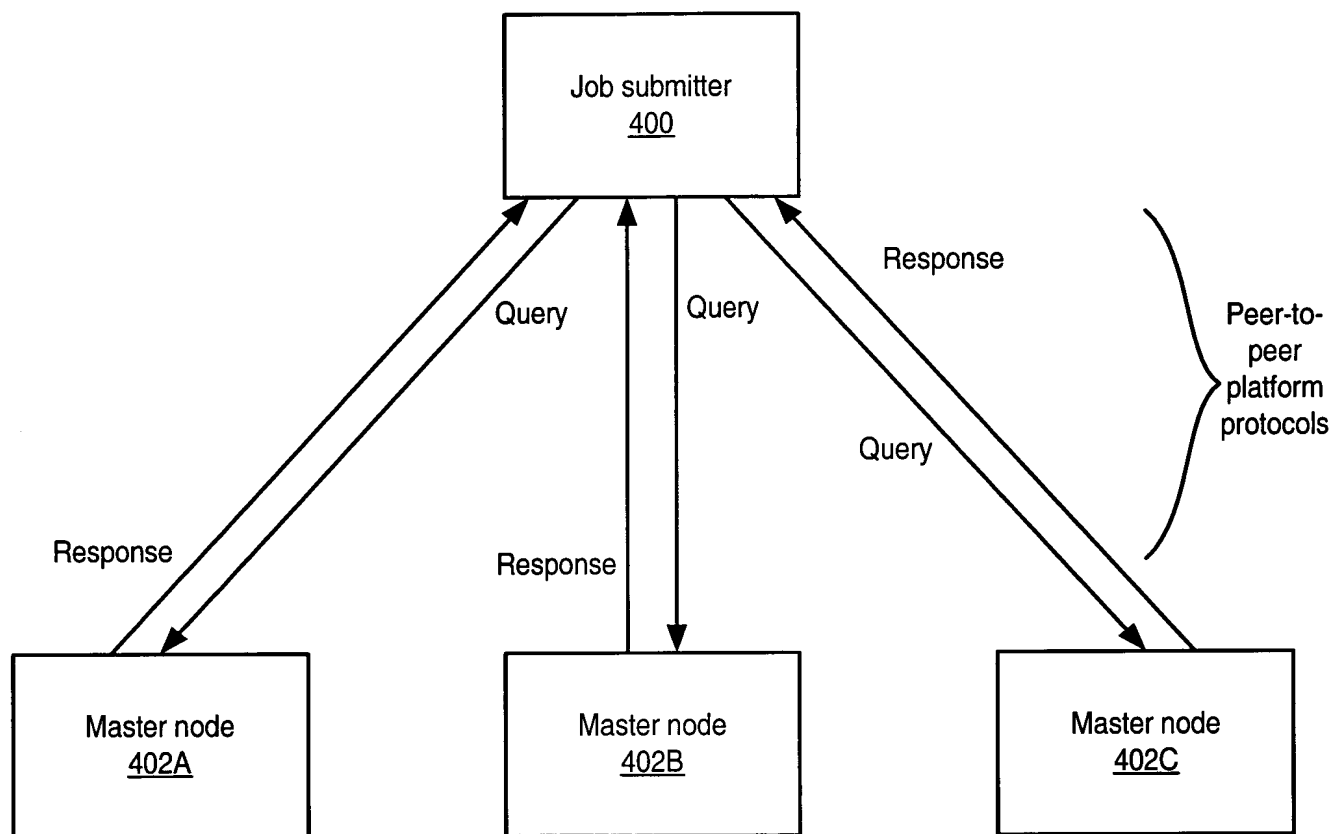 Job submitter
400
Response
Query
Query
Peer-to-
peer
platform
protocols
Query
Response
Response
Master node
402A
Master node
402B
Master node
402C